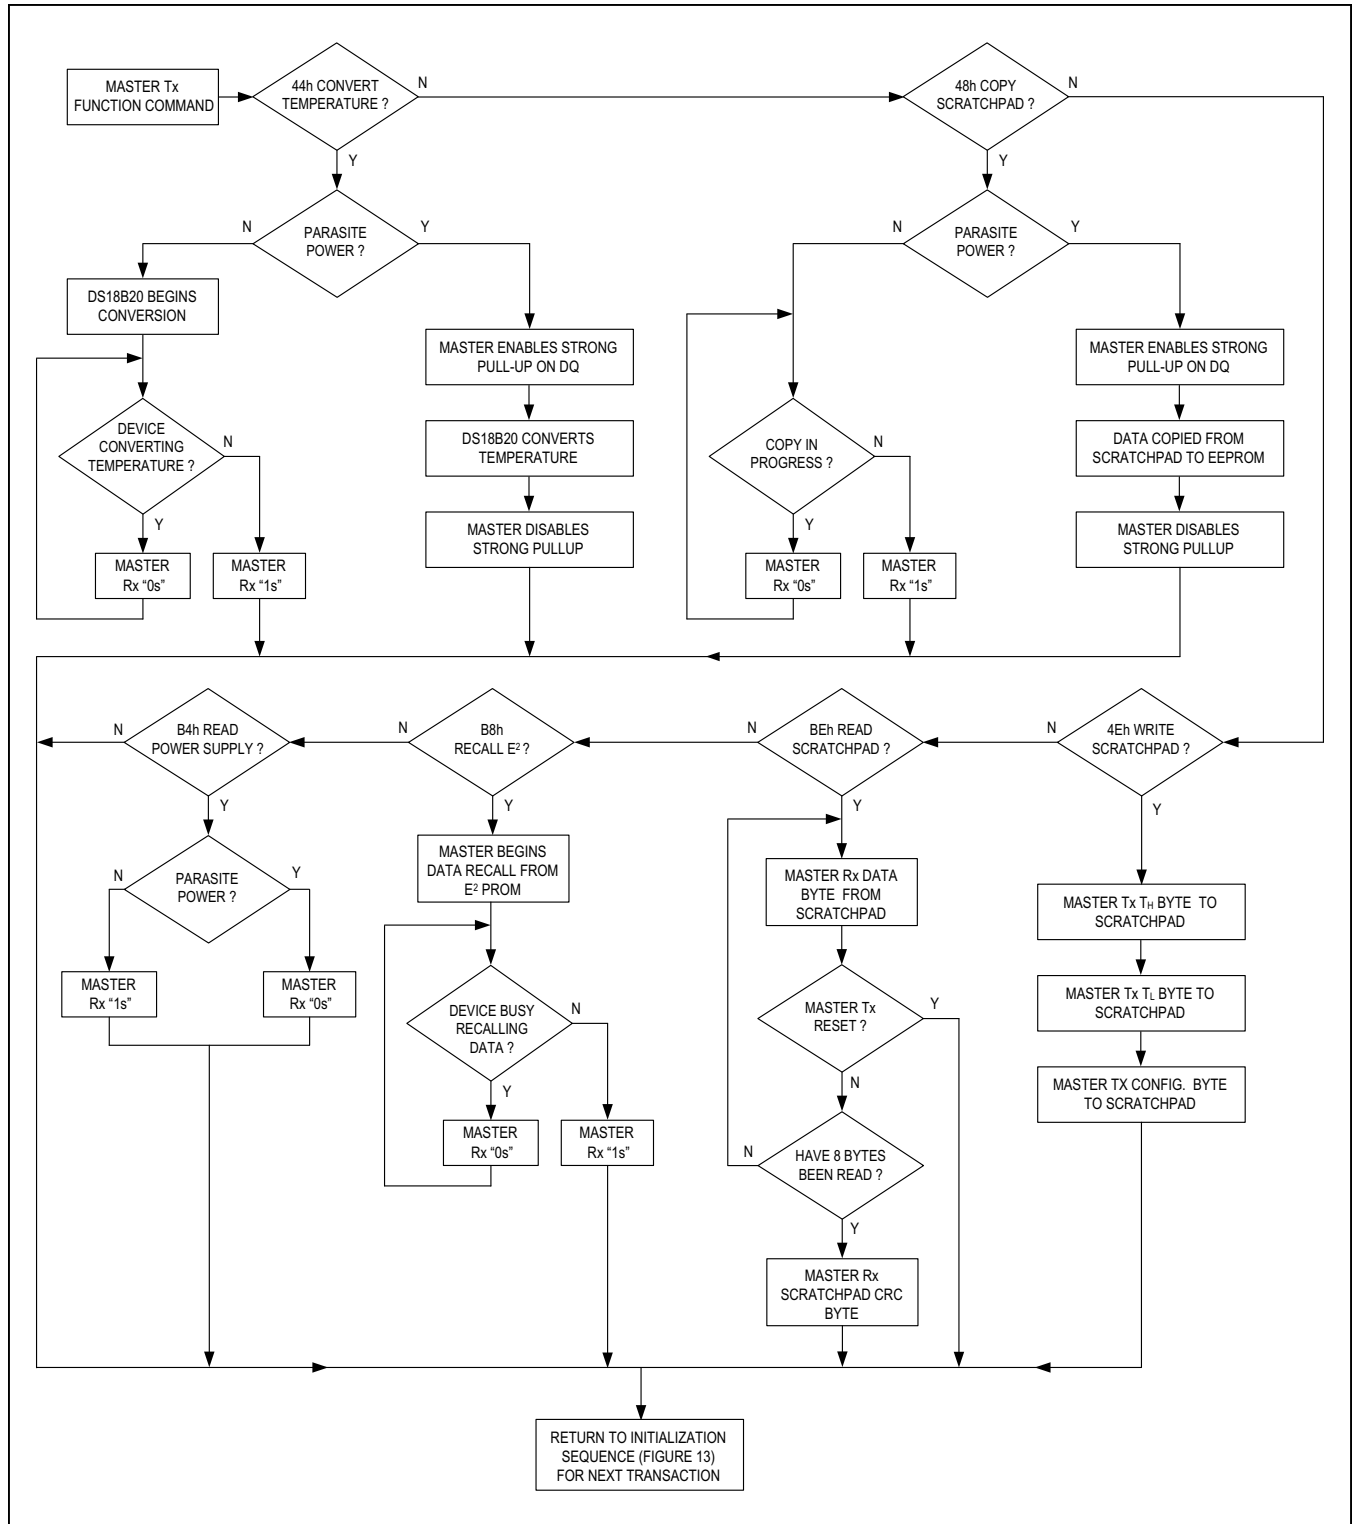 MASTER Tx
FUNCTION COMMAND
44h CONVERT
TEMPERATURE ?
N
Y
48h COPY
SCRATCHPAD ?
N
Y
PARASITE
POWER ?
N
Y
PARASITE
POWER ?
N
Y
DS18B20 BEGINS
CONVERSION
MASTER ENABLES STRONG
PULL-UP ON DQ
MASTER ENABLES STRONG
PULL-UP ON DQ
DEVICE
CONVERTING
TEMPERATURE ?
N
Y
DS18B20 CONVERTS
TEMPERATURE
COPY IN
PROGRESS ?
N
Y
DATA COPIED FROM
SCRATCHPAD TO EEPROM
MASTER
Rx “0s”
MASTER
Rx “1s”
MASTER DISABLES
STRONG PULLUP
MASTER
Rx “0s”
MASTER
Rx “1s”
MASTER DISABLES
STRONG PULLUP
B4h READ
POWER SUPPLY ?
N
Y
B8h
RECALL E² ?
N
Y
BEh READ
SCRATCHPAD ?
N
Y
4Eh WRITE
SCRATCHPAD ?
N
Y
PARASITE
POWER ?
N
Y
MASTER BEGINS
DATA RECALL FROM
E² PROM
MASTER Rx DATA
BYTE FROM
SCRATCHPAD
MASTER Tx TH BYTE TO
SCRATCHPAD
MASTER
Rx “1s”
MASTER
Rx “0s”
DEVICE BUSY
RECALLING
DATA ?
N
Y
MASTER Tx
RESET ?
Y
N
MASTER Tx TL BYTE TO
SCRATCHPAD
MASTER TX CONFIG. BYTE
TO SCRATCHPAD
MASTER
Rx “0s”
MASTER
Rx “1s”
HAVE 8 BYTES
BEEN READ ?
N
Y
MASTER Rx
SCRATCHPAD CRC
BYTE
RETURN TO INITIALIZATION
SEQUENCE (FIGURE 13)
FOR NEXT TRANSACTION